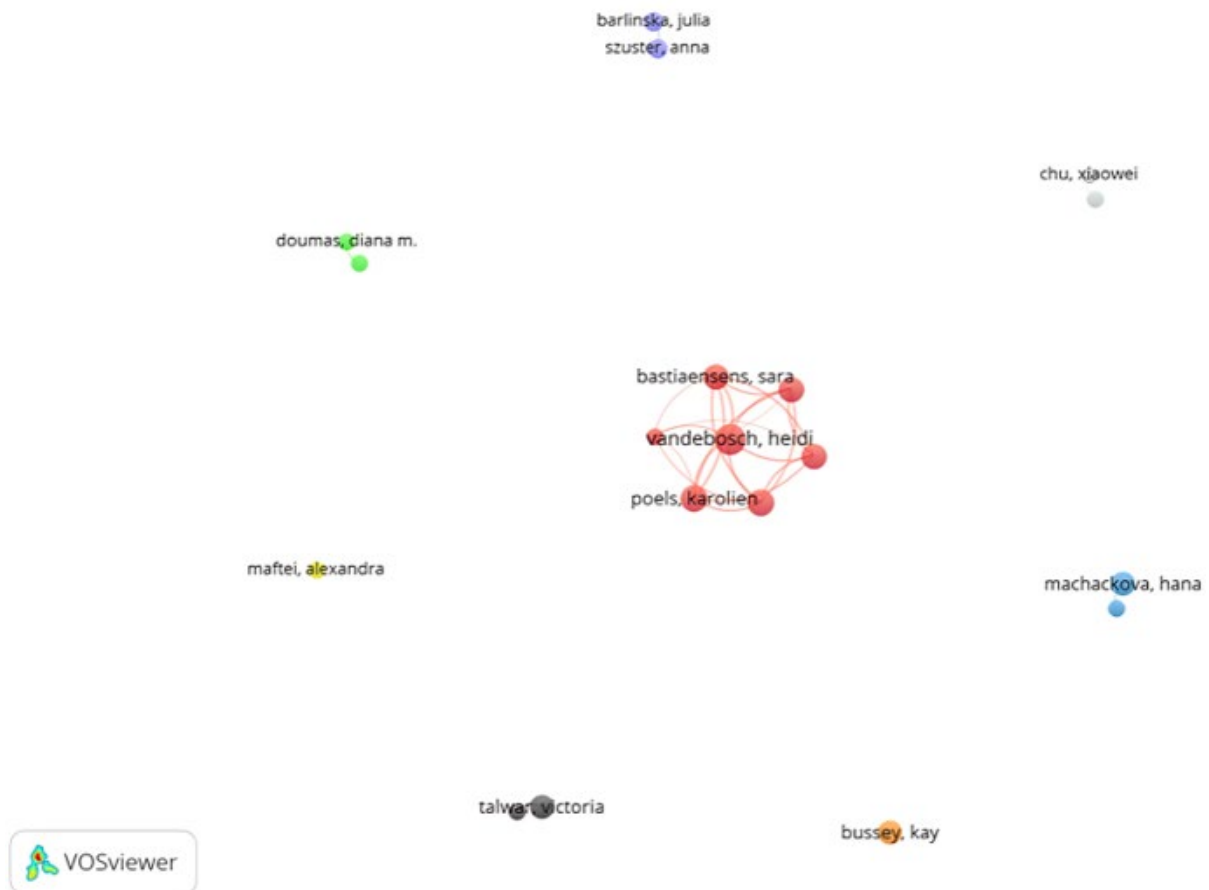 barlinska, julia
szuster, anna
chu, xiaowei
doumas, diana m.
bastiaensens, sara
vandebosch, heidi
poels, karolien
maftei, alexandra
machackova, hana
talwar, victoria
bussey, kay
VOSviewer